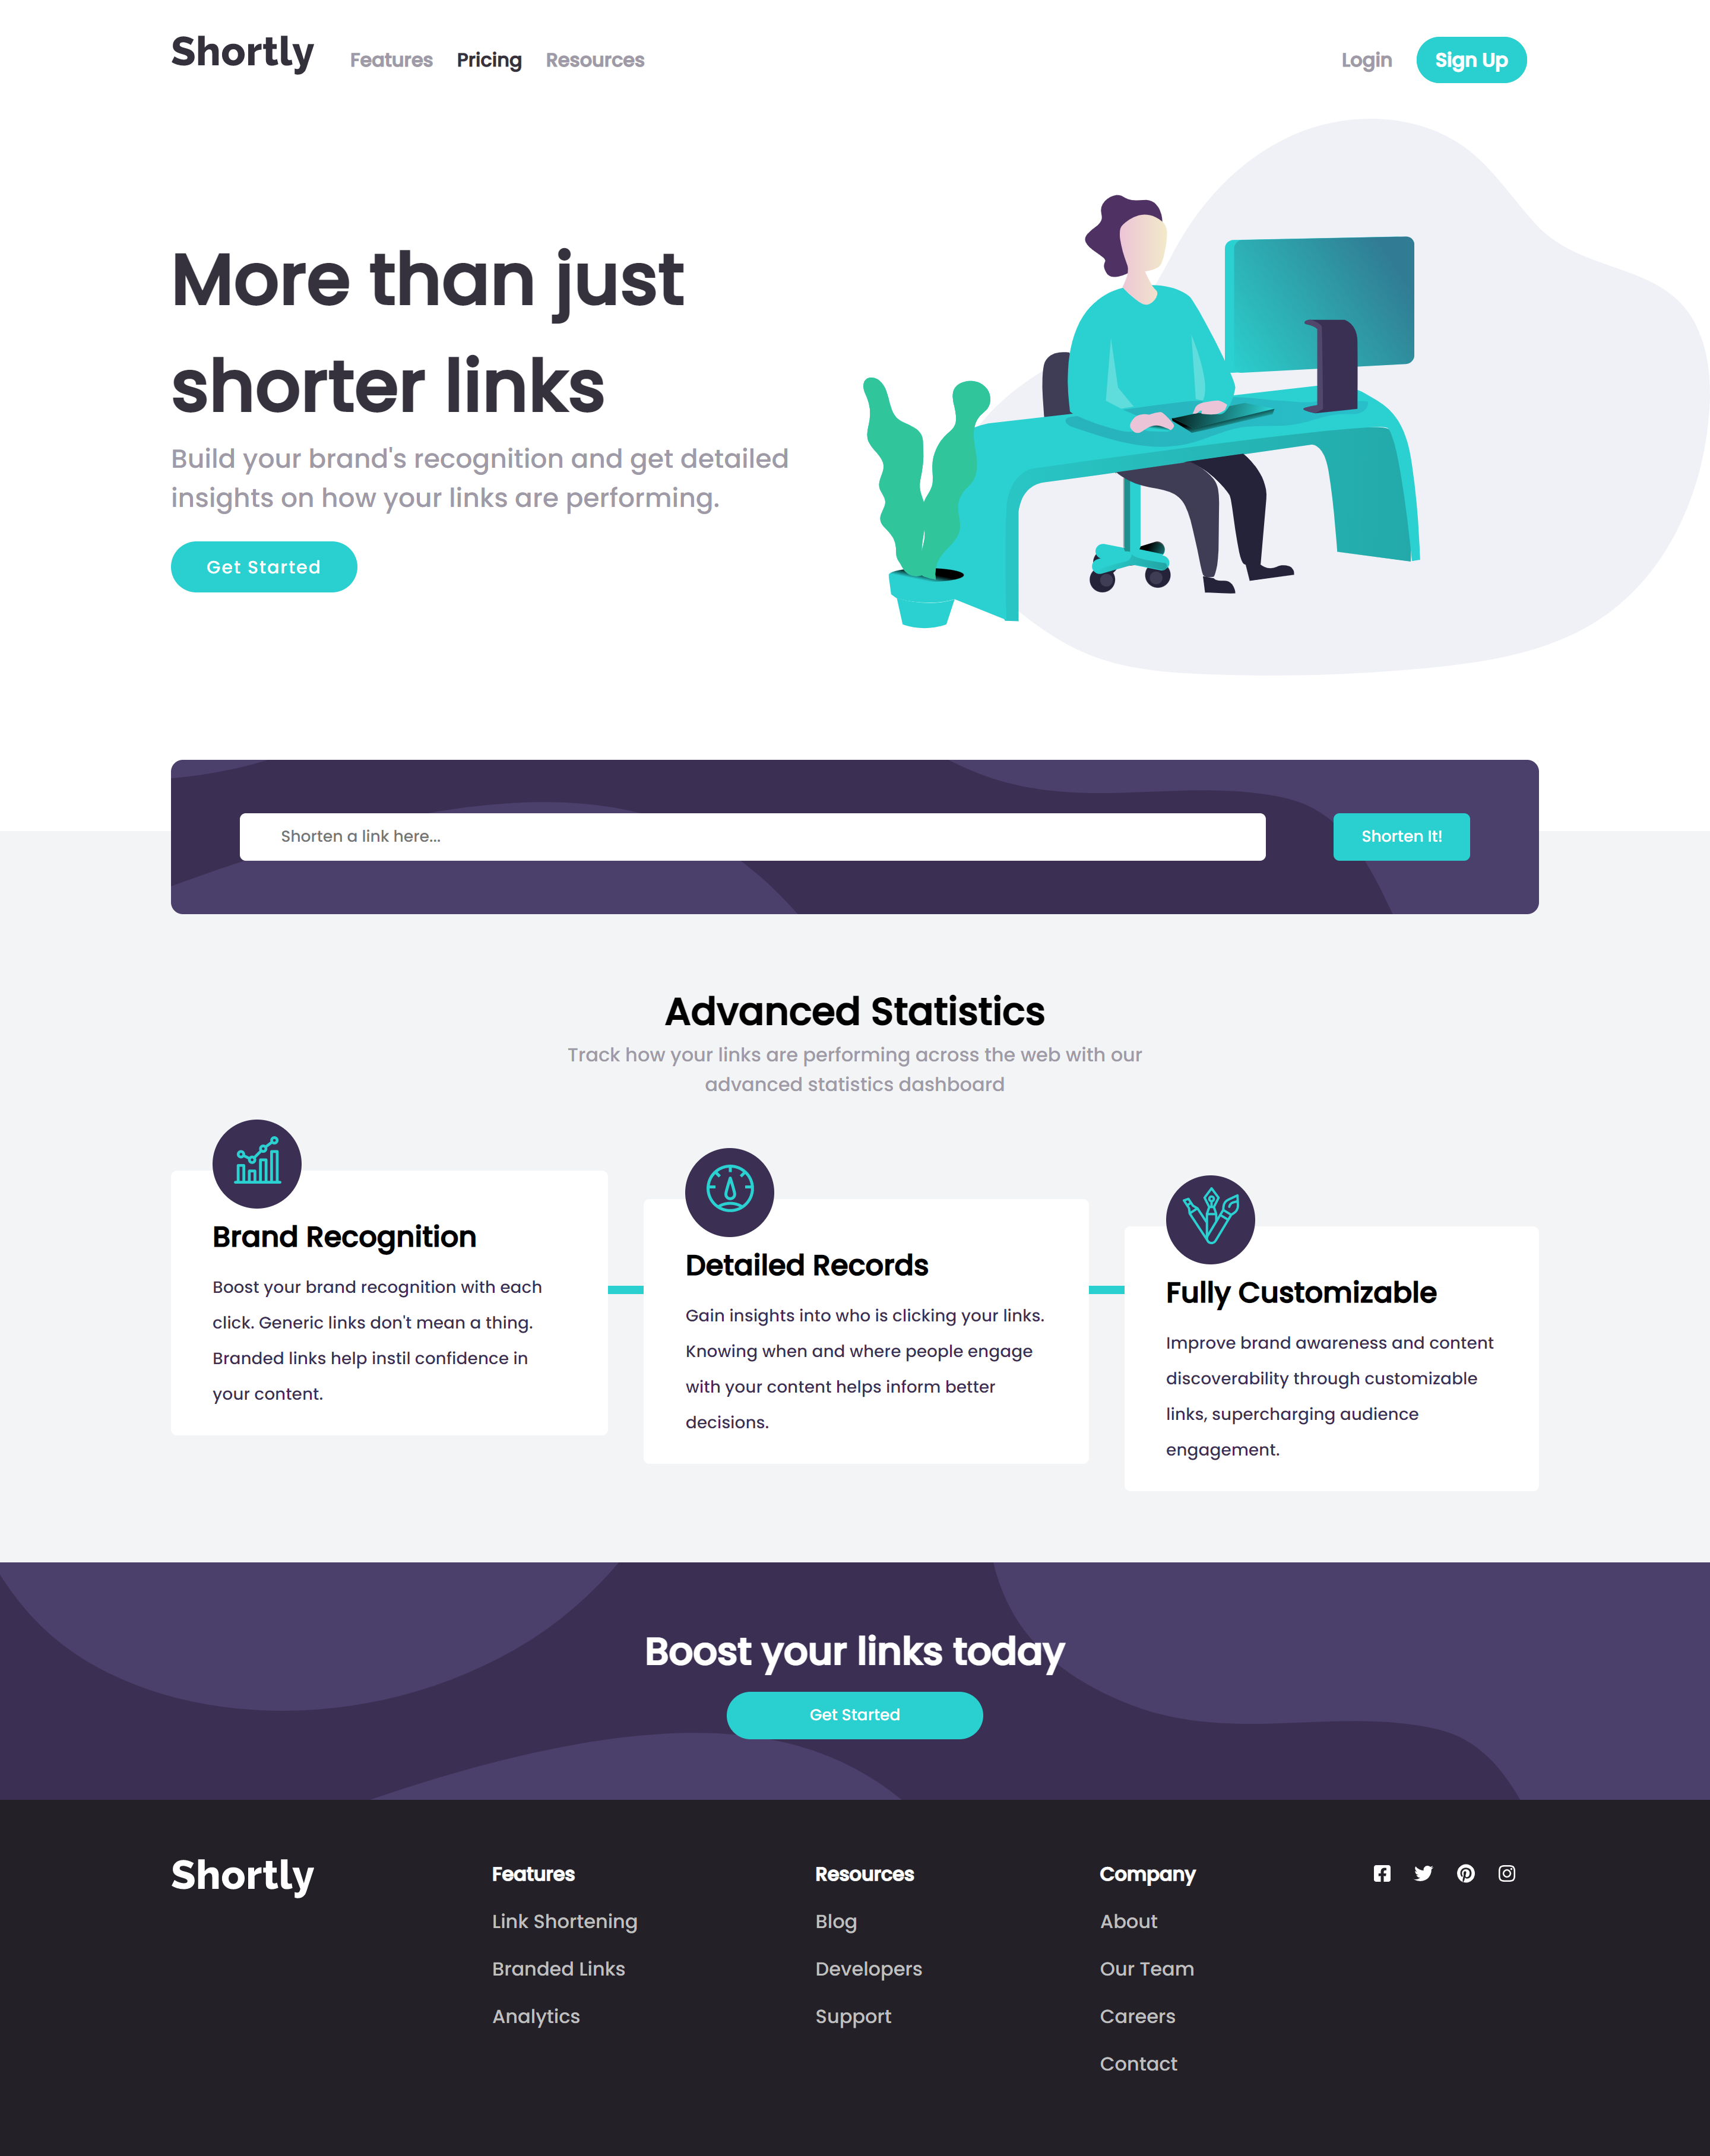 Shortly
Features Pricing Resources
Login Sign Up
More than just
shorter links
Build your brand's recognition and get detailed
insights on how your links are performing.
Get Started
Shorten a link here...
Shorten It!
Advanced Statistics
Track how your links are performing across the web with our
advanced statistics dashboard
Brand Recognition
Boost your brand recognition with each
click. Generic links don't mean a thing.
Branded links help instil confidence in
your content.
Detailed Records
Gain insights into who is clicking your links.
Knowing when and where people engage
with your content helps inform better
decisions.
Fully Customizable
Improve brand awareness and content
discoverability through customizable
links, supercharging audience
engagement.
Boost your links today
Get Started
Shortly
Features
Link Shortening
Branded Links
Analytics
Resources
Blog
Developers
Support
Company
About
Our Team
Careers
Contact